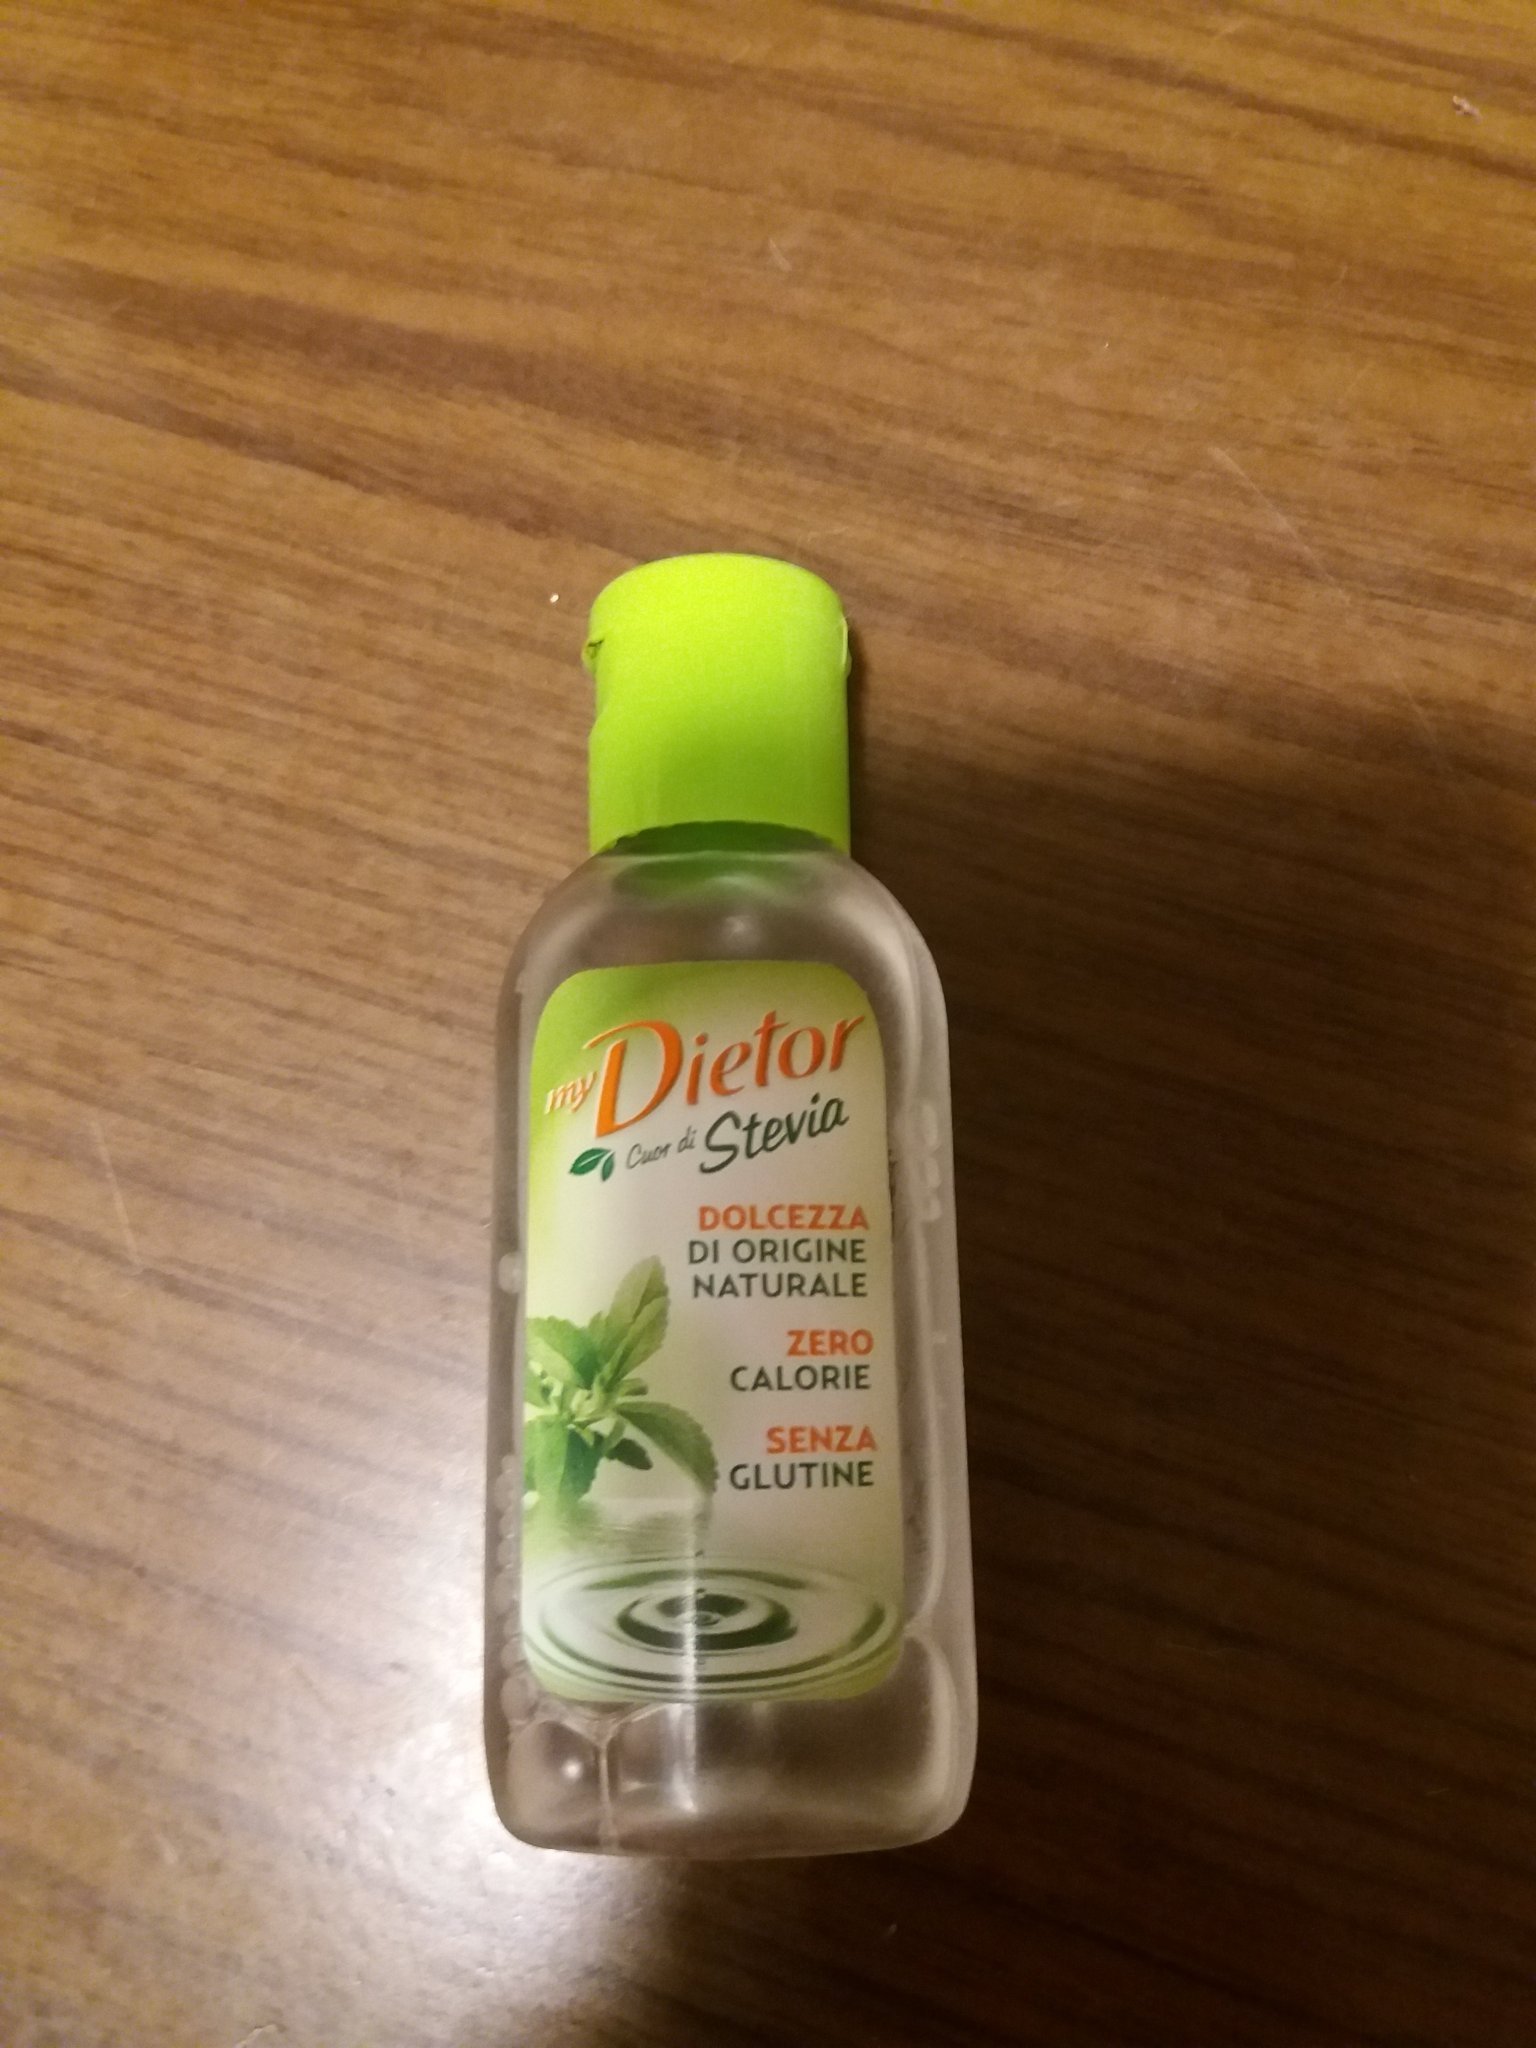 my Dietor
Cuor di Stevia
DOLCEZZA
DI ORIGINE
NATURALE
ZERO
CALORIE
SENZA
GLUTINE